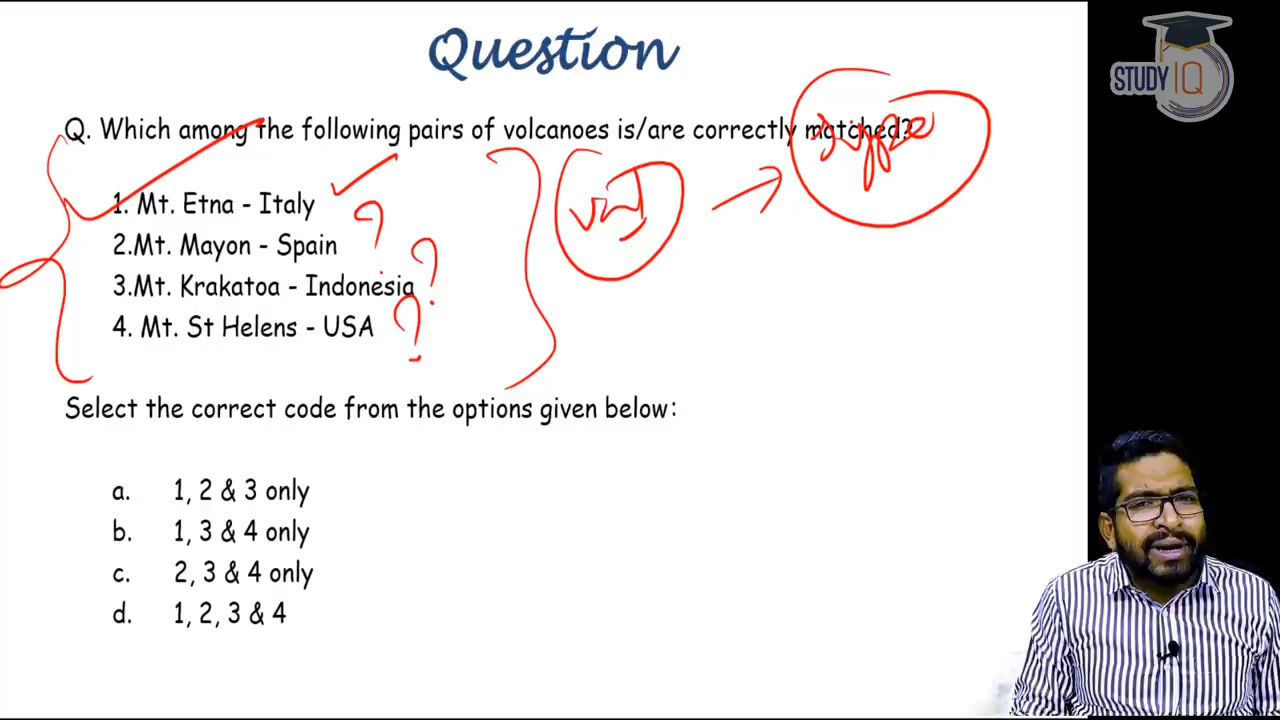 Question
STUDY IQ
Q. Which among the following pairs of volcanoes is/are correctly matched?
1. Mt. Etna - Italy
2.Mt. Mayon - Spain
3.Mt. Krakatoa - Indonesia
4. Mt. St Helens - USA
? 
?
?
type
Select the correct code from the options given below:
a. 1, 2 & 3 only
b. 1, 3 & 4 only
c. 2, 3 & 4 only
d. 1, 2, 3 & 4